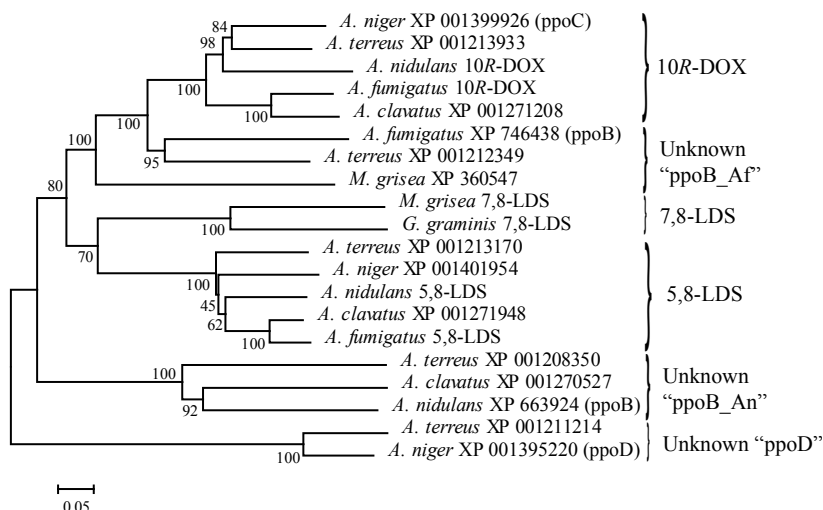 84
A. niger XP 001399926 (ppoC)
98
A. terreus XP 001213933
A. nidulans 10R-DOX
10R-DOX
100
A. fumigatus 10R-DOX
100
100
A. clavatus XP 001271208
100
A. fumigatus XP 746438 (ppoB)
95
A. terreus XP 001212349
Unknown
"ppoB_Af"
80
M. grisea XP 360547
M. grisea 7,8-LDS
100
G. graminis 7,8-LDS
7,8-LDS
70
A. terreus XP 001213170
100
A. niger XP 001401954
45
A. nidulans 5,8-LDS
5,8-LDS
62
A. clavatus XP 001271948
100
A. fumigatus 5,8-LDS
100
A. terreus XP 001208350
A. clavatus XP 001270527
Unknown
"ppoB_An"
92
A. nidulans XP 663924 (ppoB)
A. terreus XP 001211214
100
A. niger XP 001395220 (ppoD)
Unknown "ppoD"
0.05